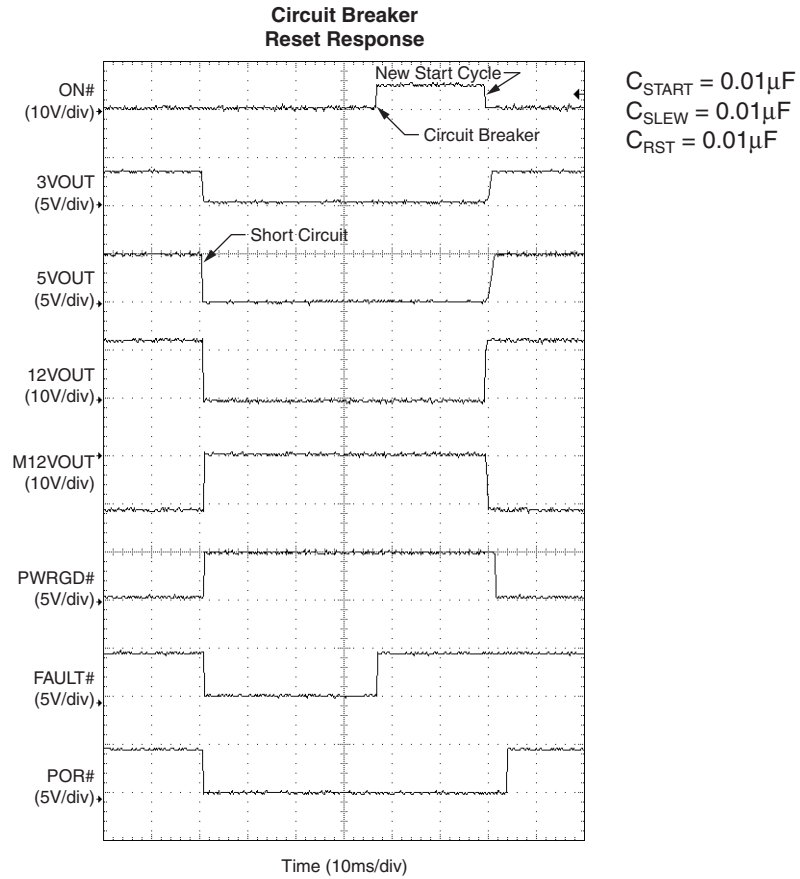 Circuit Breaker
Reset Response
ON#
(10V/div)
New Start Cycle
Circuit Breaker
C_START = 0.01µF
C_SLEW = 0.01µF
C_RST = 0.01µF
3VOUT
(5V/div)
Short Circuit
5VOUT
(5V/div)
12VOUT
(10V/div)
M12VOUT
(10V/div)
PWRGD#
(5V/div)
FAULT#
(5V/div)
POR#
(5V/div)
Time (10ms/div)